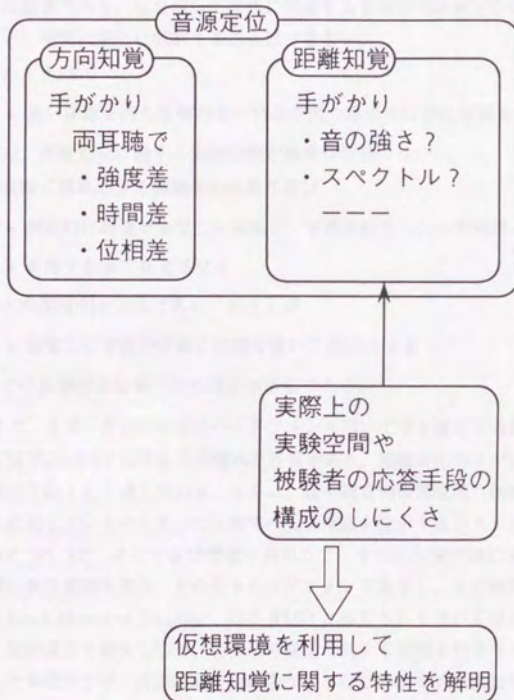 音源定位
方向知覚
手がかり
両耳聴で
・強度差
・時間差
・位相差
距離知覚
手がかり
・音の強さ？
・スペクトル？
———
実際上の
実験空間や
被験者の応答手段の
構成のしにくさ
仮想環境を利用して
距離知覚に関する特性を解明